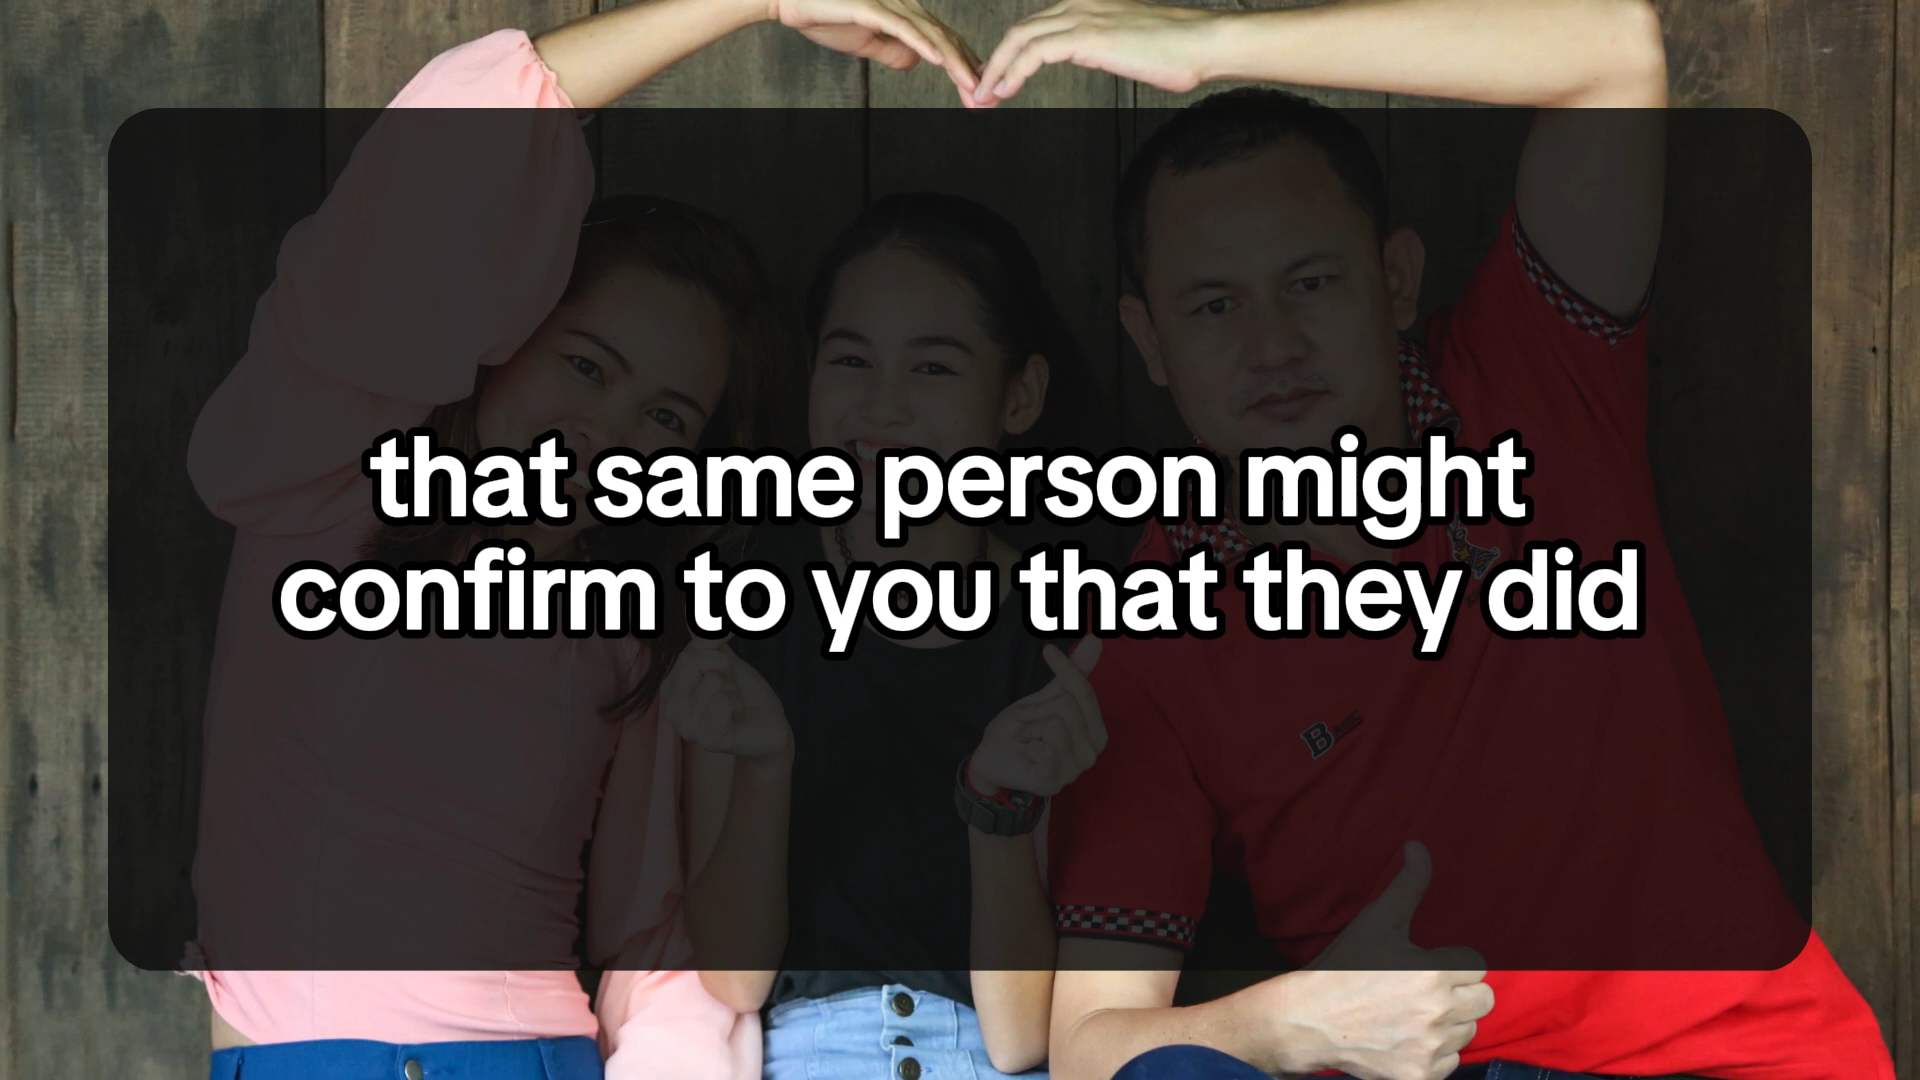 that same person might
confirm to you that they did
B